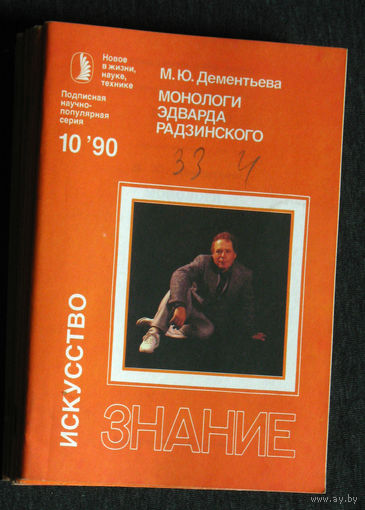 Новое
в жизни,
науке,
технике
Подписная
научно-
популярная
серия
10 '90
М. Ю. Дементьева
МОНОЛОГИ
ЭДВАРДА
РАДЗИНСКОГО
33 4
ИСКУССТВО
ЗНАНИЕ
www.ay.by